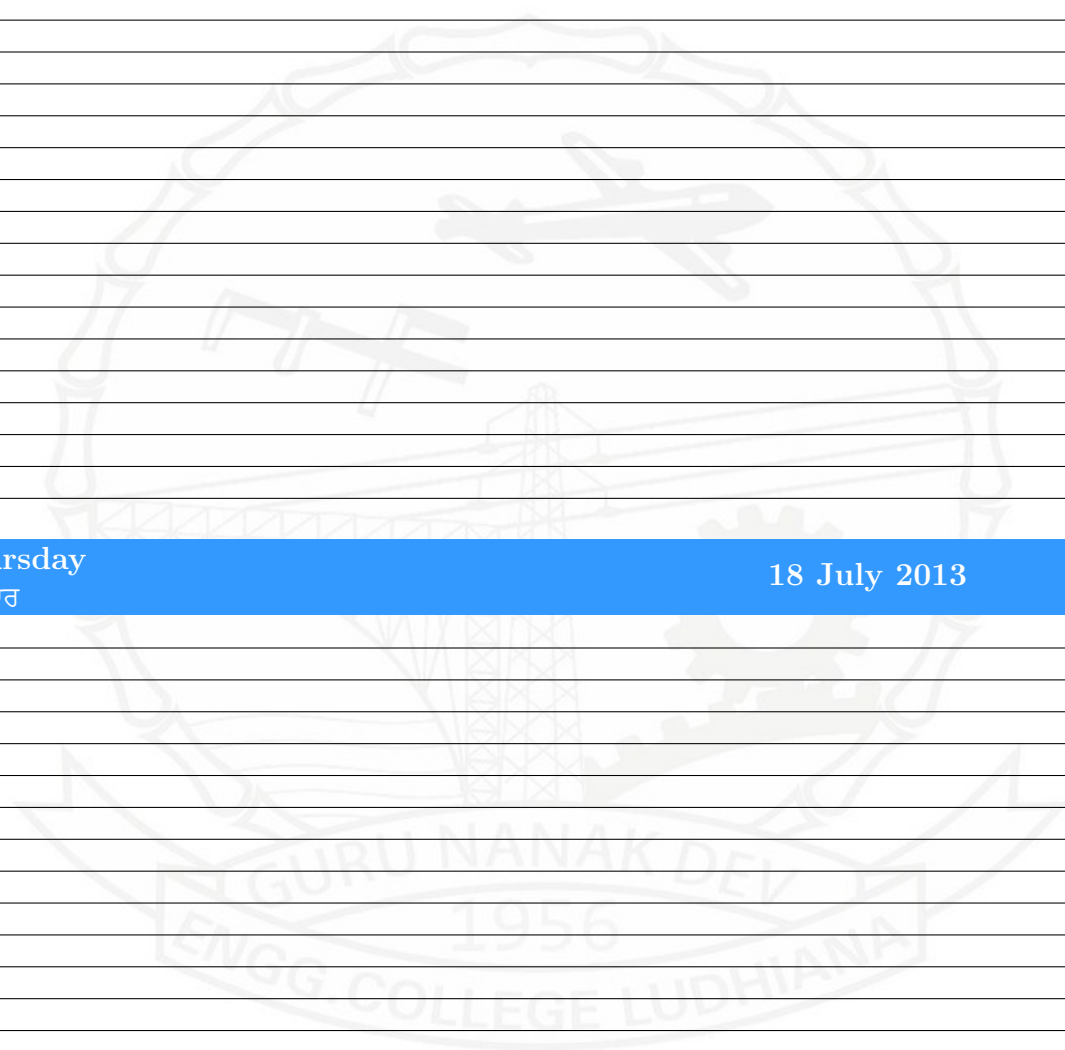 rsday
18 July 2013
ਾਰ
GURU NANAK DEV
1956
ENGG. COLLEGE LUDHIANA